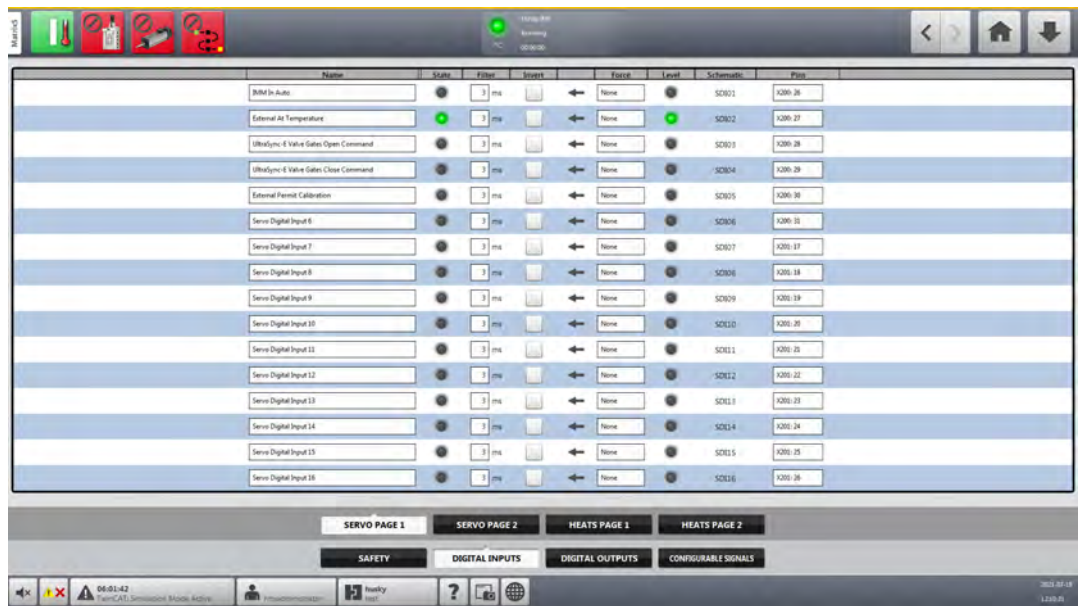 Matrics
Running
°C 00:00:00
Name State Filter Invert Force Level Schematic Pins
IMM In Auto 3 ms None SDI01 X200: 26
External At Temperature 3 ms None SDI02 X200: 27
UltraSync-E Valve Gates Open Command 3 ms None SDI03 X200: 28
UltraSync-E Valve Gates Close Command 3 ms None SDI04 X200: 29
External Permit Calibration 3 ms None SDI05 X200: 30
Servo Digital Input 6 3 ms None SDI06 X200: 31
Servo Digital Input 7 3 ms None SDI07 X201: 17
Servo Digital Input 8 3 ms None SDI08 X201: 18
Servo Digital Input 9 3 ms None SDI09 X201: 19
Servo Digital Input 10 3 ms None SDI10 X201: 20
Servo Digital Input 11 3 ms None SDI11 X201: 21
Servo Digital Input 12 3 ms None SDI12 X201: 22
Servo Digital Input 13 3 ms None SDI13 X201: 23
Servo Digital Input 14 3 ms None SDI14 X201: 24
Servo Digital Input 15 3 ms None SDI15 X201: 25
Servo Digital Input 16 3 ms None SDI16 X201: 26
SERVO PAGE 1 SERVO PAGE 2 HEATS PAGE 1 HEATS PAGE 2
SAFETY DIGITAL INPUTS DIGITAL OUTPUTS CONFIGURABLE SIGNALS
06:01:42 husky ?
TwinCAT: Simulation Mode Active test